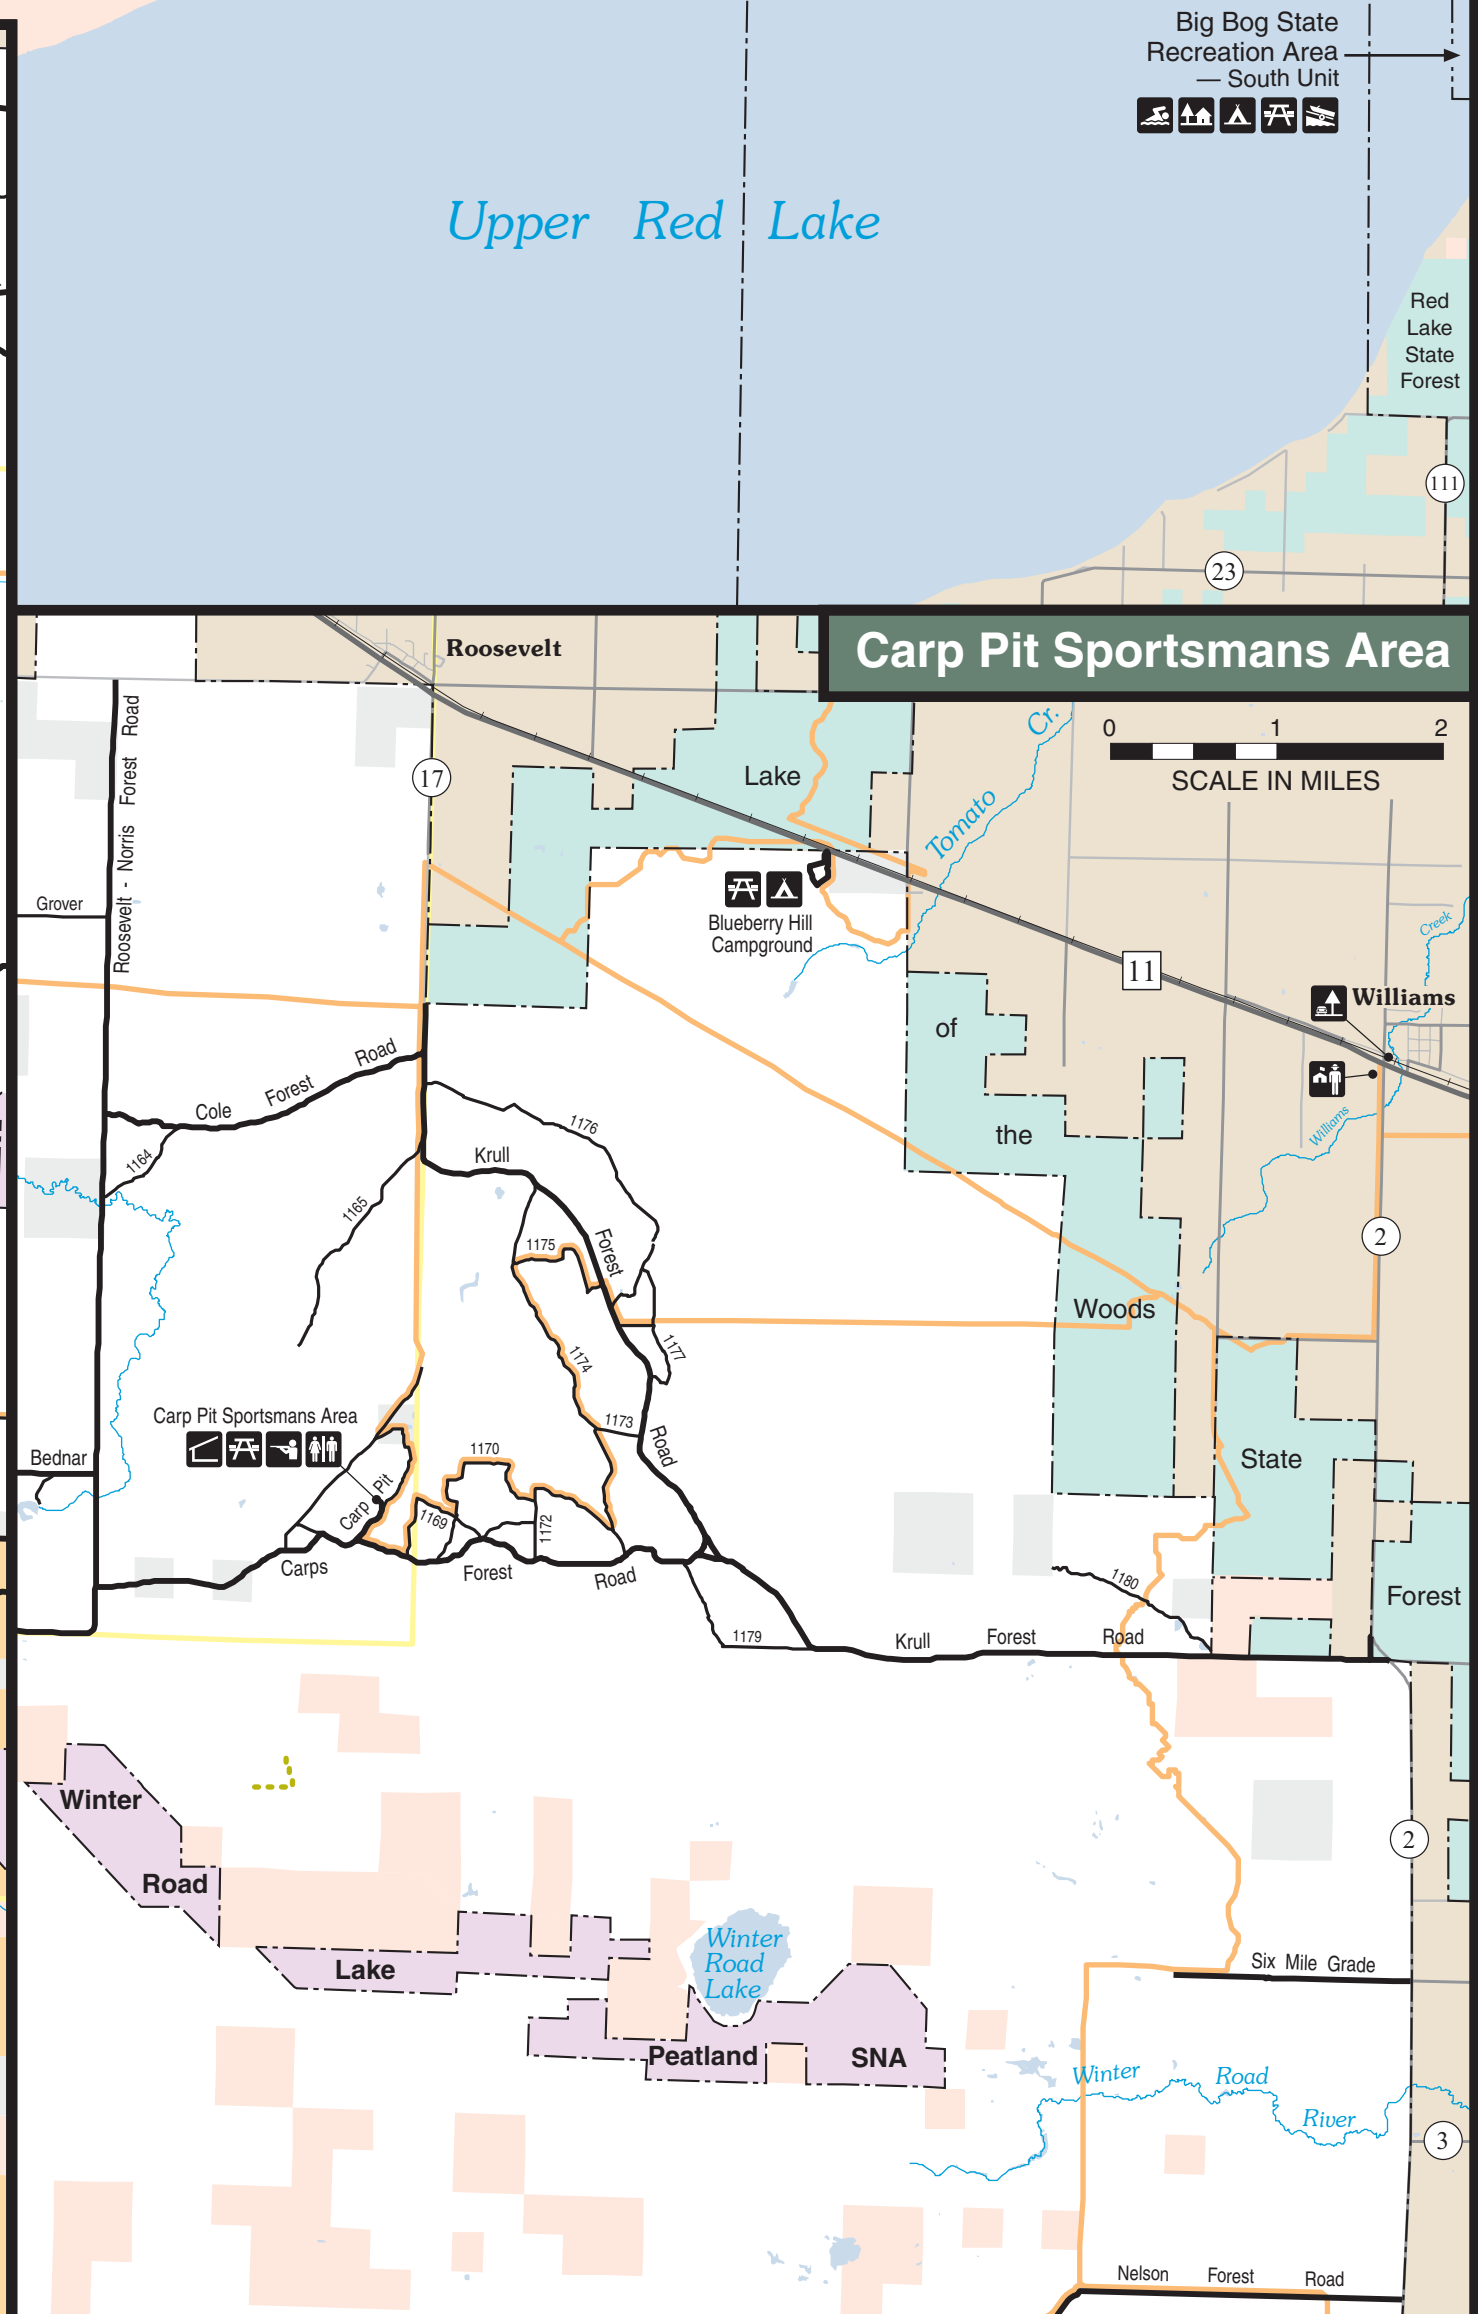 Big Bog State
Recreation Area
— South Unit
Upper Red Lake
Red
Lake
State
Forest
111
23
Carp Pit Sportsmans Area
Roosevelt
0 1 2
SCALE IN MILES
Tomato Cr.
17
Lake
Roosevelt - Norris Forest Road
Grover
Blueberry Hill
Campground
11
Creek
Williams
of
the
Woods
State
Forest
Williams
2
Cole Forest Road
1164
1165
1176
Krull Forest Road
1175
1174
1177
1173
Carp Pit Sportsmans Area
Bednar
Carp Pit
1170
1169
1172
Carps Forest Road
1179
1180
Krull Forest Road
Winter
Road
Lake
Peatland SNA
Winter
Road
Lake
2
Six Mile Grade
Winter Road River
3
Nelson Forest Road